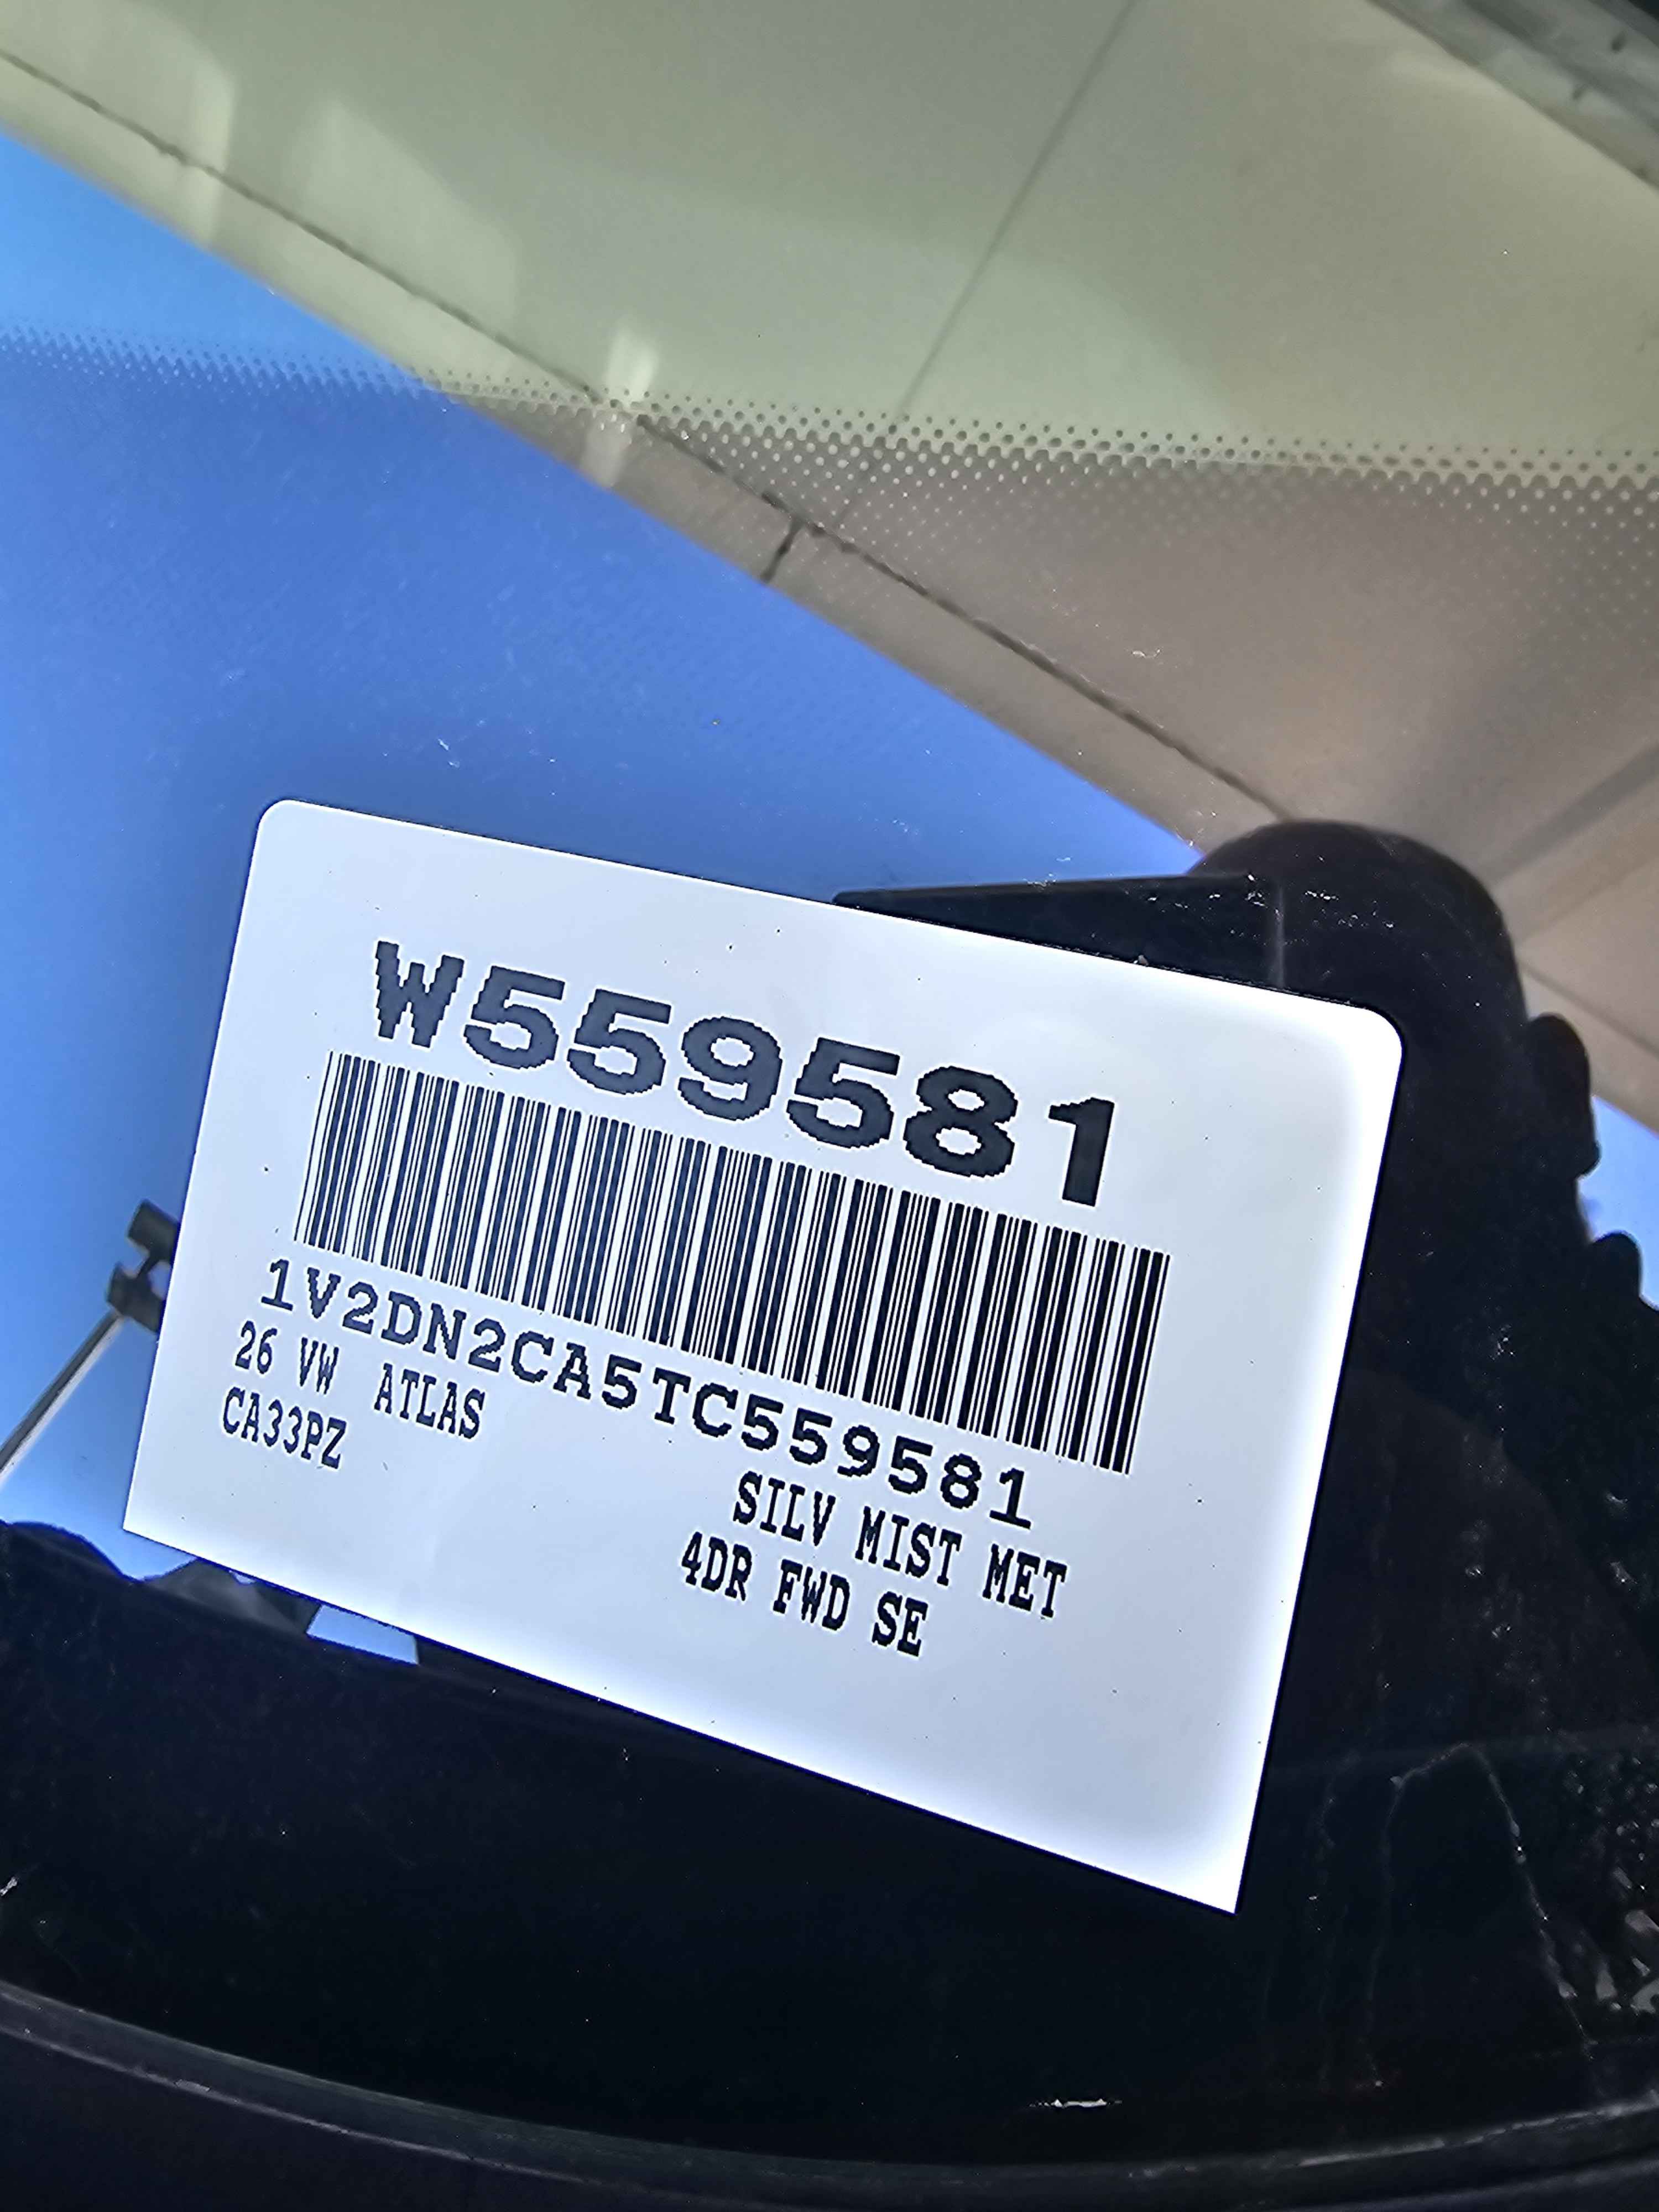 W559581
1V2DN2CA5TC559581
26 VW ATLAS SILV MIST MET
CA33PZ 4DR FWD SE